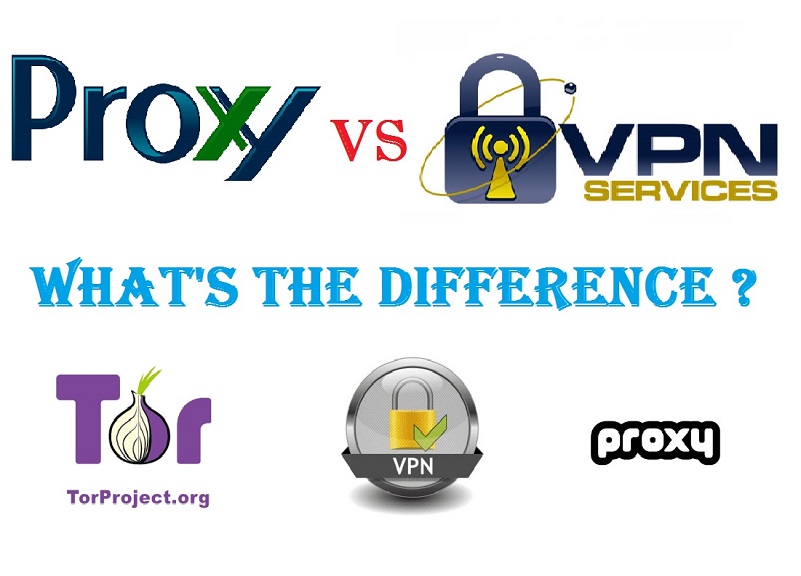 Proxy vs VPN
SERVICES
WHAT'S THE DIFFERENCE ?
Tor
TorProject.org
VPN
proxy